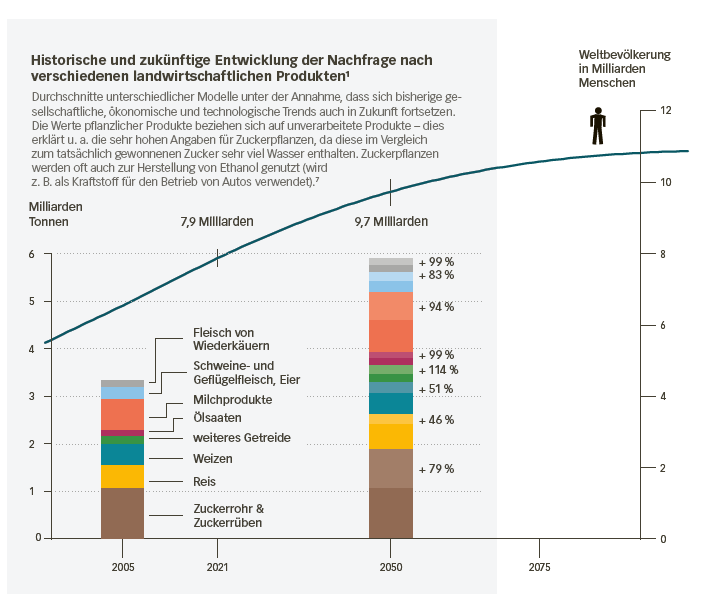 Historische und zukünftige Entwicklung der Nachfrage nach
verschiedenen landwirtschaftlichen Produkten¹
Durchschnitte unterschiedlicher Modelle unter der Annahme, dass sich bisherige ge-
sellschaftliche, ökonomische und technologische Trends auch in Zukunft fortsetzen.
Die Werte pflanzlicher Produkte beziehen sich auf unverarbeitete Produkte – dies
erklärt u. a. die sehr hohen Angaben für Zuckerpflanzen, da diese im Vergleich
zum tatsächlich gewonnenen Zucker sehr viel Wasser enthalten. Zuckerpflanzen
werden oft auch zur Herstellung von Ethanol genutzt (wird
z. B. als Kraftstoff für den Betrieb von Autos verwendet).⁷
Weltbevölkerung
in Milliarden
Menschen
Milliarden
Tonnen
7,9 Milliarden
9,7 Milliarden
12
10
8
6
4
2
0
6
5
4
3
2
1
0
Fleisch von
Wiederkäuern
Schweine- und
Geflügelfleisch, Eier
Milchprodukte
Ölsaaten
weiteres Getreide
Weizen
Reis
Zuckerrohr &
Zuckerrüben
+ 99 %
+ 83 %
+ 94 %
+ 99 %
+ 114 %
+ 51 %
+ 46 %
+ 79 %
2005
2021
2050
2075